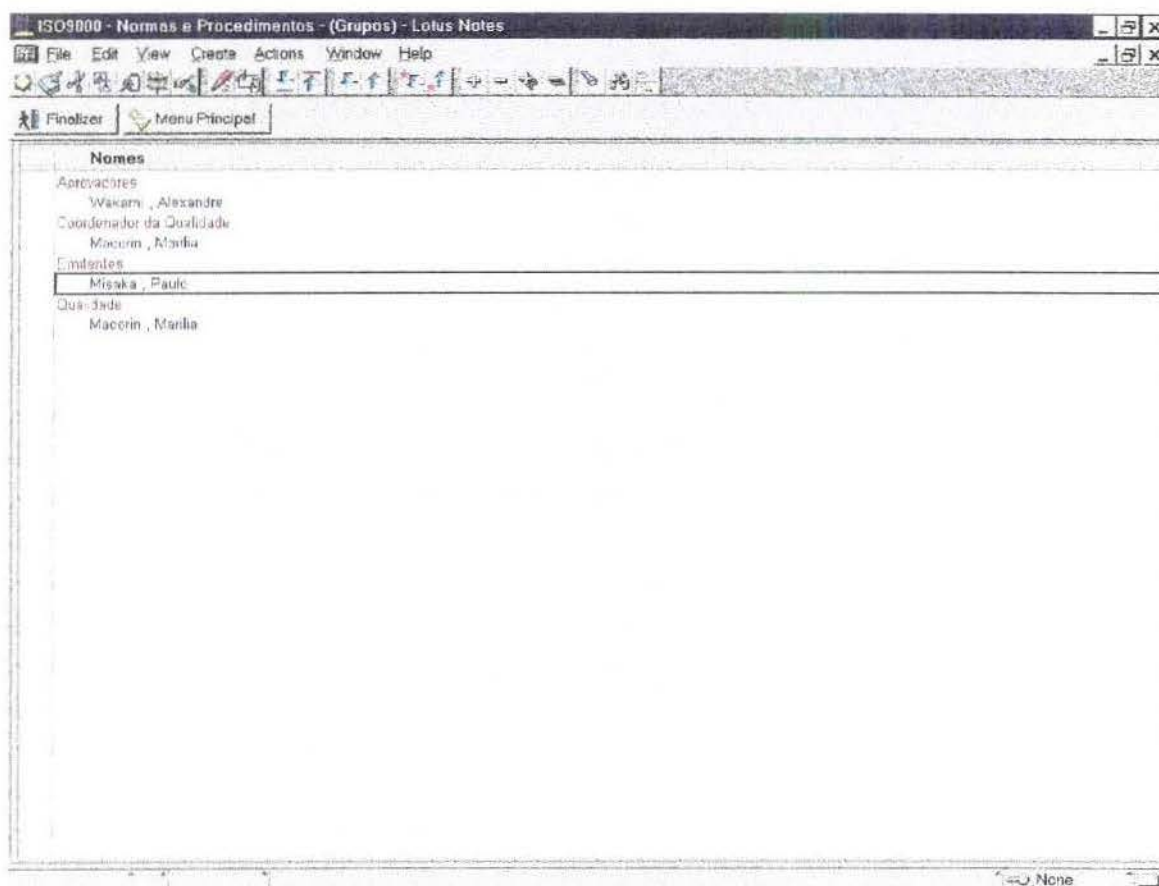 ISO9000 - Normas e Procedimentos - (Grupos) - Lotus Notes
File Edit View Create Actions Window Help
Finalizer Menu Principal
Nomes
Aprovadores
Wakami , Alexandre
Coordenador da Qualidade
Macorin , Marilia
Emitentes
Misaka , Paulo
Qualidade
Macorin , Marilia
None